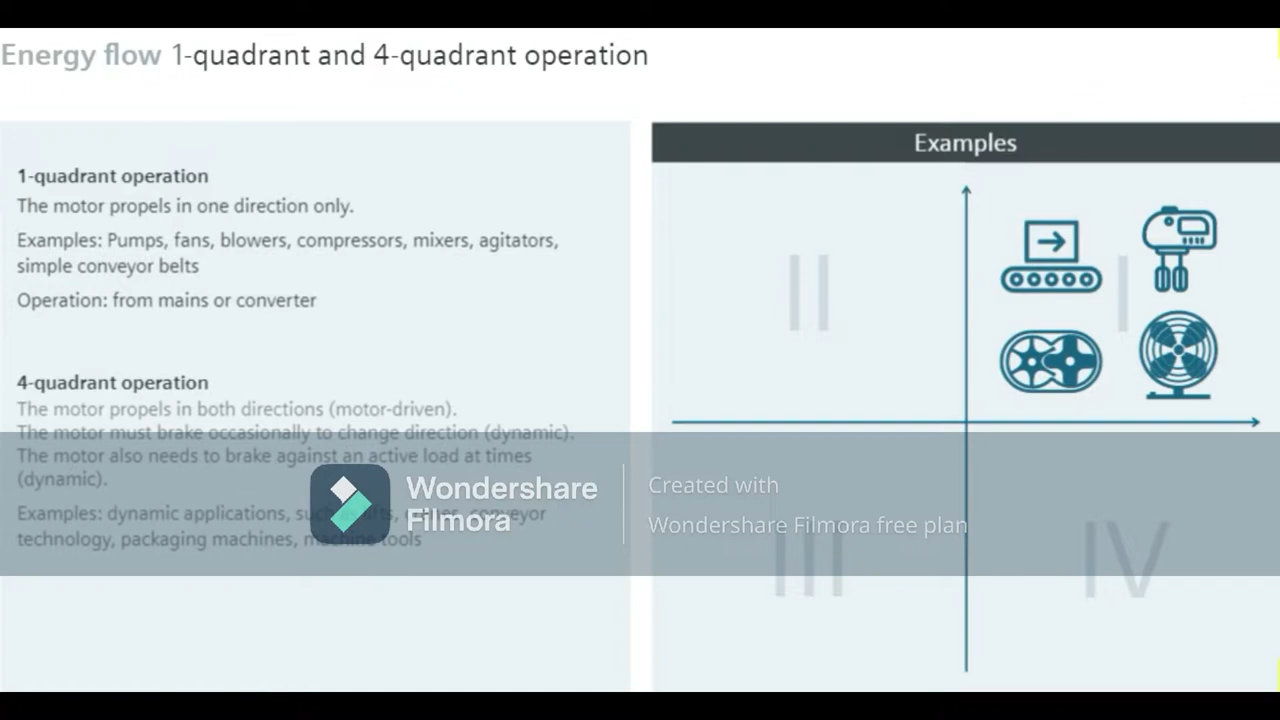 Energy flow 1-quadrant and 4-quadrant operation
1-quadrant operation
The motor propels in one direction only.
Examples: Pumps, fans, blowers, compressors, mixers, agitators,
simple conveyor belts
Operation: from mains or converter
4-quadrant operation
The motor propels in both directions (motor-driven).
The motor must brake occasionally to change direction (dynamic).
The motor also needs to brake against an active load at times
(dynamic).
Examples: dynamic applications, such conveyor
technology, packaging machines, machine tools
Examples
II
I
III
IV
Wondershare
Filmora
Created with
Wondershare Filmora free plan